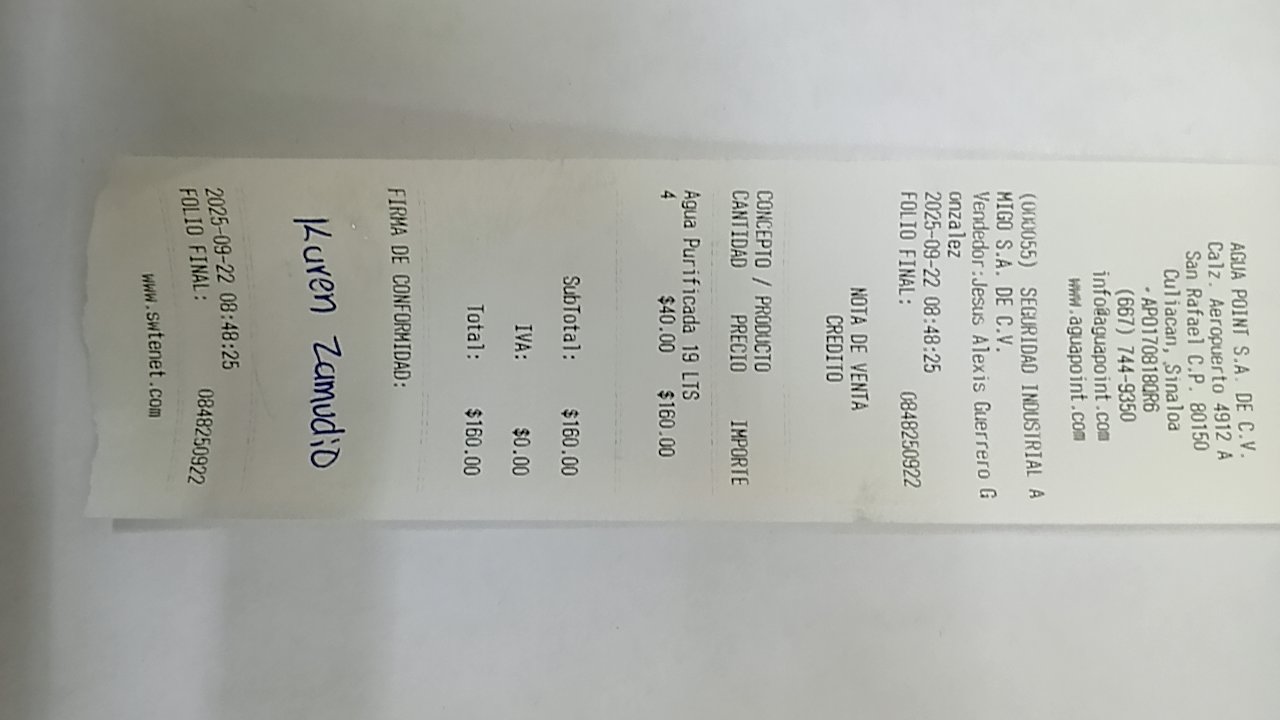 AGUA POINT S.A. DE C.V.
Calz. Aeropuerto 4912 A
San Rafael C.P. 80150
Culiacan, Sinaloa
- APO170818QR6
(667) 744-9350
info@aguapoint.com
www.aguapoint.com
(000055) SEGURIDAD INDUSTRIAL A
MIGO S.A. DE C.V.
Vendedor:Jesus Alexis Guerrero G
onzalez
2025-09-22 08:48:25
FOLIO FINAL: 0848250922
NOTA DE VENTA
CREDITO
CONCEPTO / PRODUCTO
CANTIDAD PRECIO IMPORTE
Agua Purificada 19 LTS
4 $40.00 $160.00
SubTotal: $160.00
IVA: $0.00
Total: $160.00
FIRMA DE CONFORMIDAD:
Karen Zamudio
2025-09-22 08:48:25
FOLIO FINAL: 0848250922
www.swtenet.com